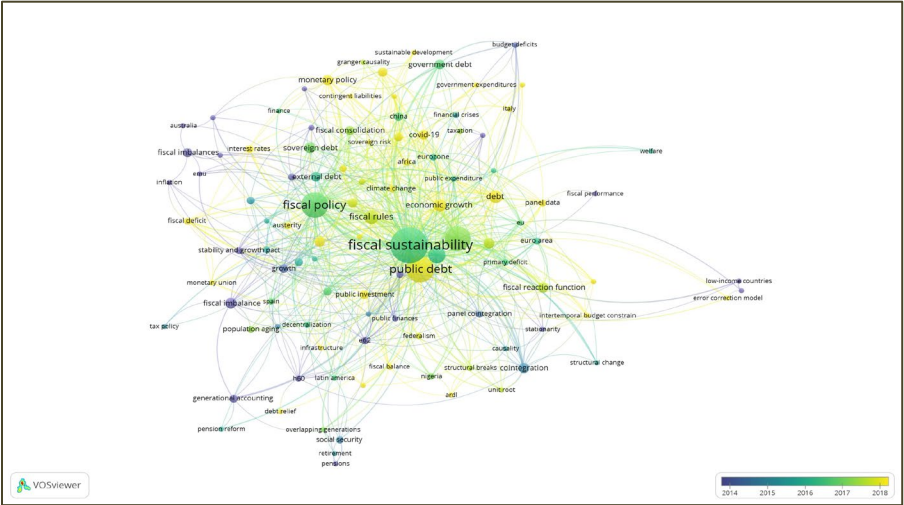 budget deficits
sustainable development
granger causality
government debt
monetary policy
government expenditures
contingent liabilities
italy
finance
china
financial crises
australia
fiscal consolidation
covid-19
taxation
sovereign risk
fiscal imbalances
interest rates
sovereign debt
welfare
africa
eurozone
emu
external debt
public expenditure
inflation
climate change
fiscal performance
debt
fiscal policy
economic growth
panel data
fiscal rules
fiscal deficit
austerity
eu
fiscal sustainability
euro area
stability and growth pact
primary deficit
growth
public debt
monetary union
low-income countries
fiscal reaction function
public investment
error correction model
fiscal imbalance
spain
panel cointegration
intertemporal budget constrain
public finances
tax policy
population aging
decentralization
stationarity
federalism
e62
infrastructure
causality
structural change
fiscal balance
structural breaks
cointegration
h60
latin america
nigeria
unit root
ardl
generational accounting
debt relief
pension reform
overlapping generations
social security
retirement
pensions
VOSviewer
2014 2015 2016 2017 2018